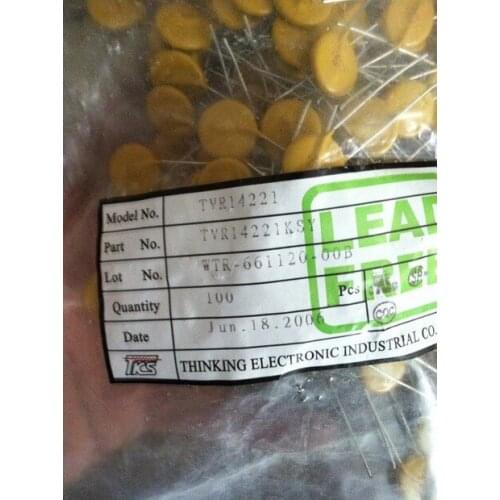 Model No. TVR14221
Part No. TVR14221KSY
Lot No. WTR-661120-00B
Quantity 100 Pcs
Date Jun.18.2006
LEAD
FREE
TKS THINKING ELECTRONIC INDUSTRIAL CO.